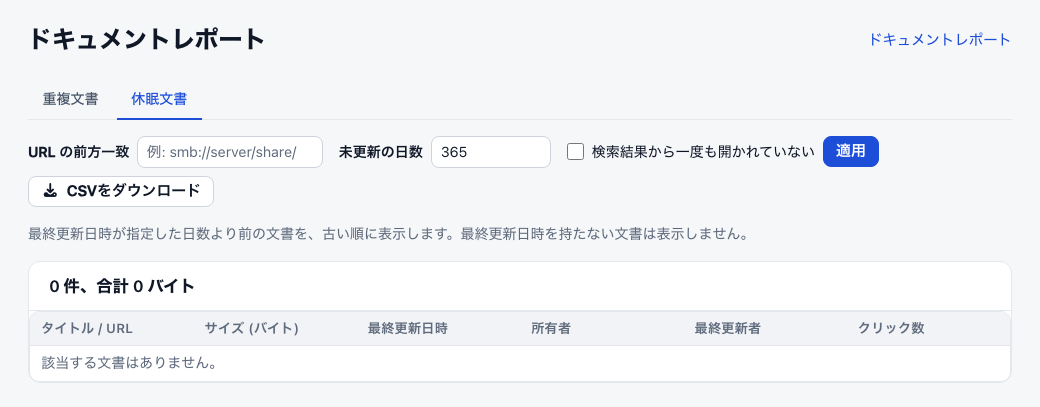 ドキュメントレポート
ドキュメントレポート
重複文書 休眠文書
URL の前方一致 例: smb://server/share/ 未更新の日数 365 検索結果から一度も開かれていない 適用
CSVをダウンロード
最終更新日時が指定した日数より前の文書を、古い順に表示します。最終更新日時を持たない文書は表示しません。
0 件、合計 0 バイト
タイトル / URL サイズ (バイト) 最終更新日時 所有者 最終更新者 クリック数
該当する文書はありません。